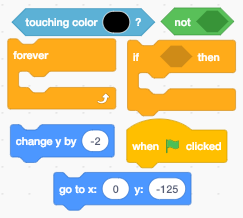 touching color ?
not
forever
if then
change y by -2
when clicked
go to x: 0 y: -125